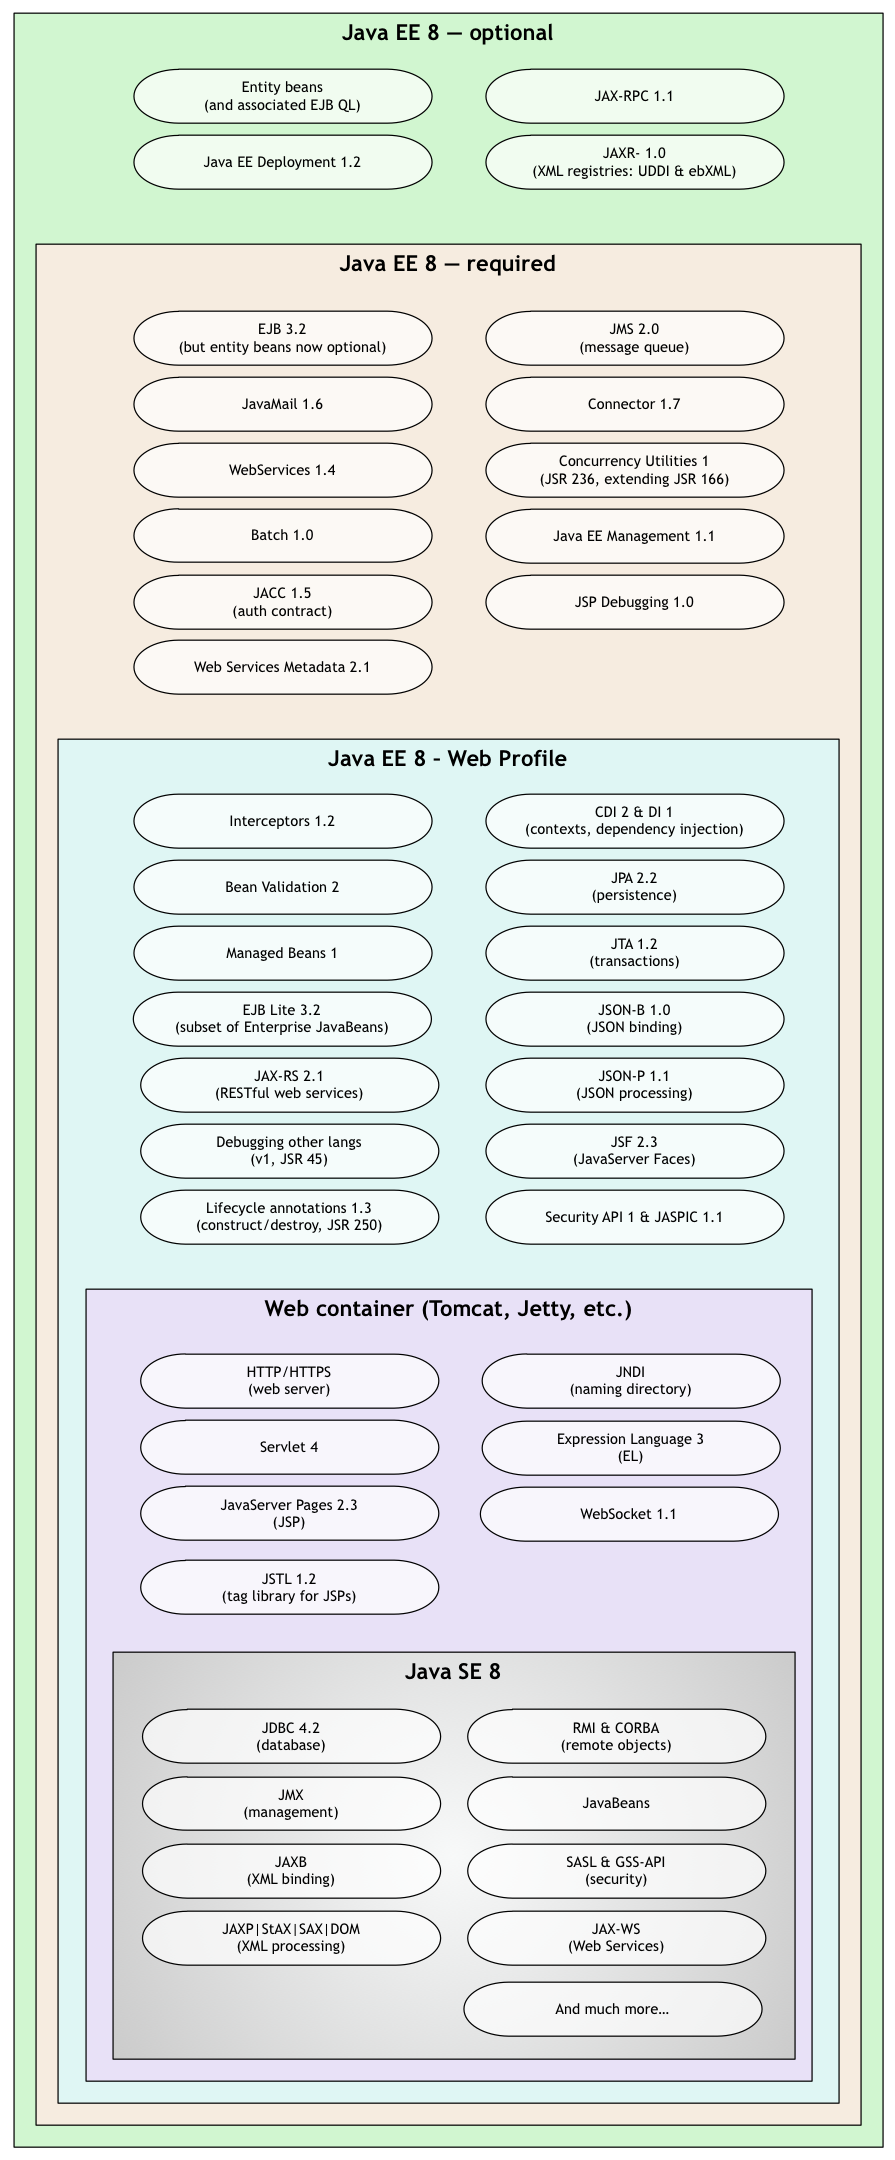 Java EE 8 — optional
Entity beans
(and associated EJB QL)
JAX-RPC 1.1
Java EE Deployment 1.2
JAXR- 1.0
(XML registries: UDDI & ebXML)
Java EE 8 — required
EJB 3.2
(but entity beans now optional)
JMS 2.0
(message queue)
JavaMail 1.6
Connector 1.7
WebServices 1.4
Concurrency Utilities 1
(JSR 236, extending JSR 166)
Batch 1.0
Java EE Management 1.1
JACC 1.5
(auth contract)
JSP Debugging 1.0
Web Services Metadata 2.1
Java EE 8 - Web Profile
Interceptors 1.2
CDI 2 & DI 1
(contexts, dependency injection)
Bean Validation 2
JPA 2.2
(persistence)
Managed Beans 1
JTA 1.2
(transactions)
EJB Lite 3.2
(subset of Enterprise JavaBeans)
JSON-B 1.0
(JSON binding)
JAX-RS 2.1
(RESTful web services)
JSON-P 1.1
(JSON processing)
Debugging other langs
(v1, JSR 45)
JSF 2.3
(JavaServer Faces)
Lifecycle annotations 1.3
(construct/destroy, JSR 250)
Security API 1 & JASPIC 1.1
Web container (Tomcat, Jetty, etc.)
HTTP/HTTPS
(web server)
JNDI
(naming directory)
Servlet 4
Expression Language 3
(EL)
JavaServer Pages 2.3
(JSP)
WebSocket 1.1
JSTL 1.2
(tag library for JSPs)
Java SE 8
JDBC 4.2
(database)
RMI & CORBA
(remote objects)
JMX
(management)
JavaBeans
JAXB
(XML binding)
SASL & GSS-API
(security)
JAXP|StAX|SAX|DOM
(XML processing)
JAX-WS
(Web Services)
And much more…